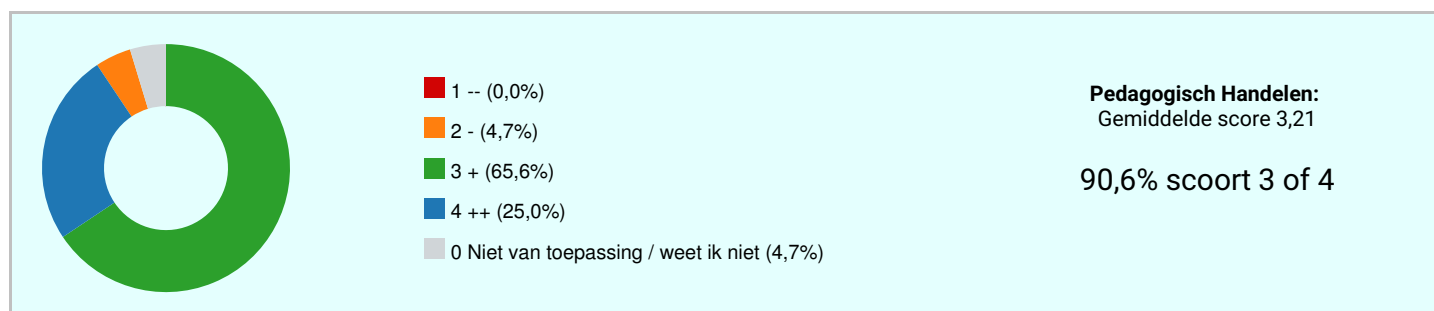 1 -- (0,0%)
2 - (4,7%)
3 + (65,6%)
4 ++ (25,0%)
0 Niet van toepassing / weet ik niet (4,7%)
Pedagogisch Handelen:
Gemiddelde score 3,21
90,6% scoort 3 of 4